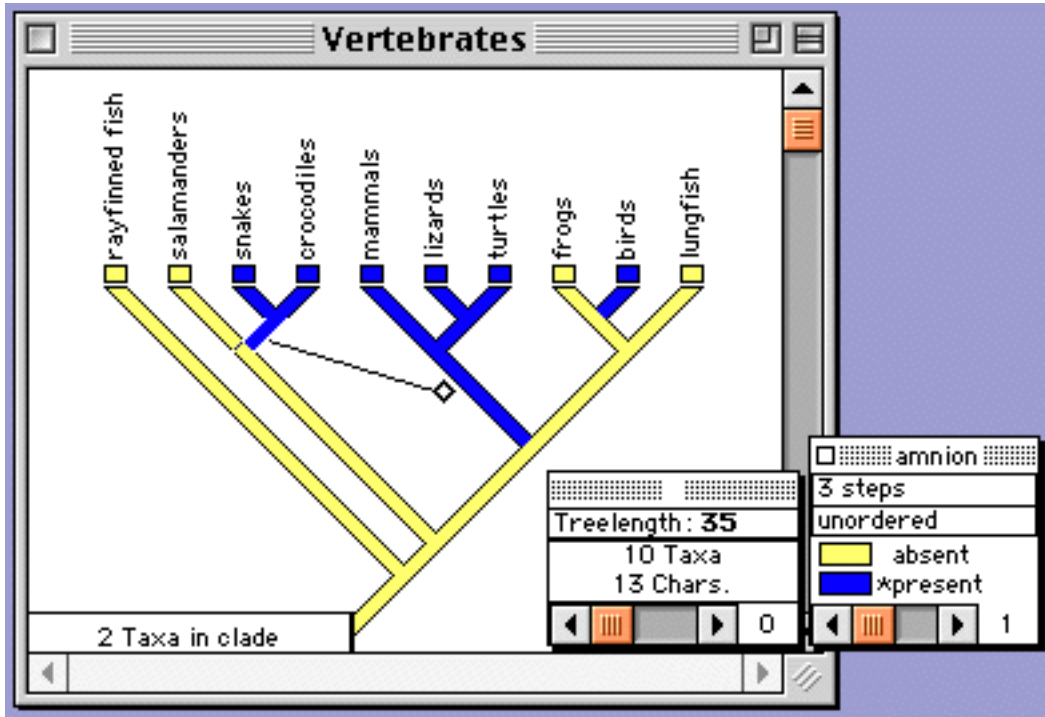 Vertebrates
rayfinned fish
salamanders
snakes
crocodiles
mammals
lizards
turtles
frogs
birds
lungfish
amnion
3 steps
unordered
absent
*present
1
Treelength: 35
10 Taxa
13 Chars.
0
2 Taxa in clade